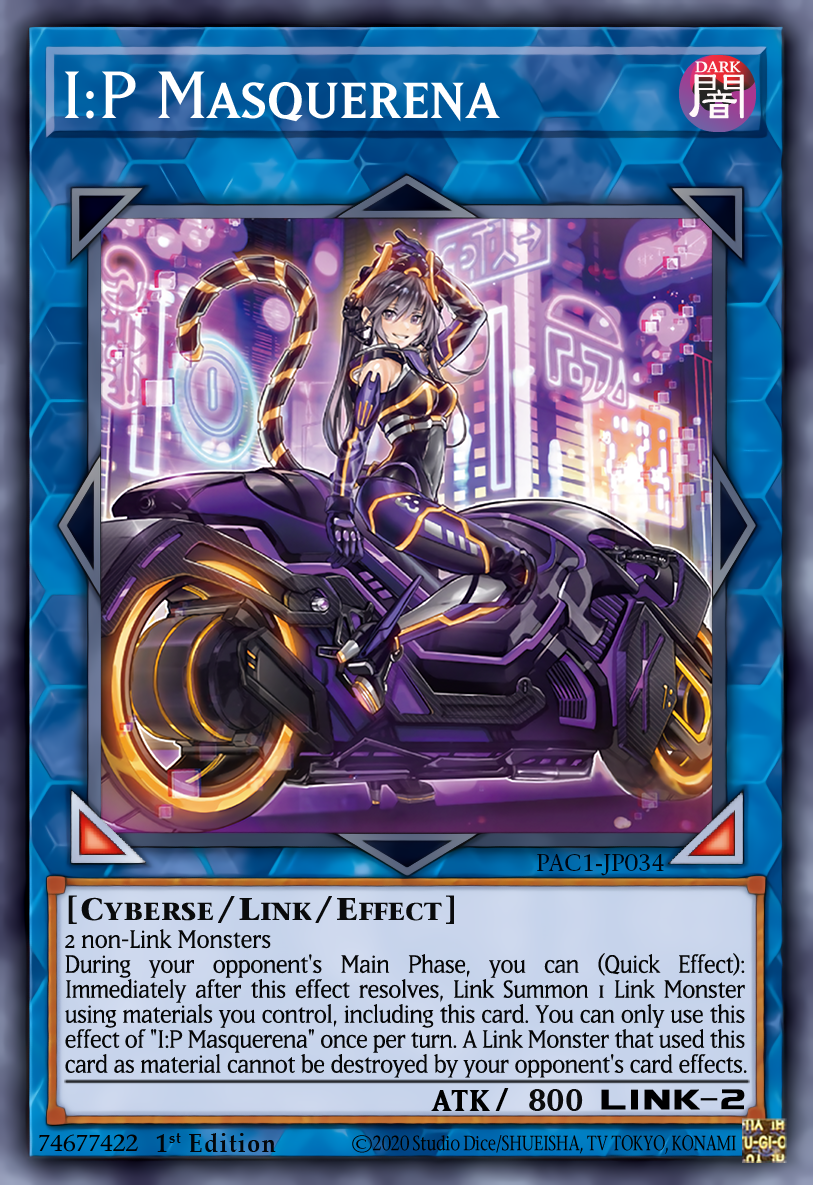 I:P Masquerena
DARK
闇
PAC1-JP034
[Cyberse/Link/Effect]
2 non-Link Monsters
During your opponent's Main Phase, you can (Quick Effect):
Immediately after this effect resolves, Link Summon 1 Link Monster
using materials you control, including this card. You can only use this
effect of "I:P Masquerena" once per turn. A Link Monster that used this
card as material cannot be destroyed by your opponent's card effects.
ATK/ 800 LINK-2
74677422 1st Edition ©2020 Studio Dice/SHUEISHA, TV TOKYO, KONAMI